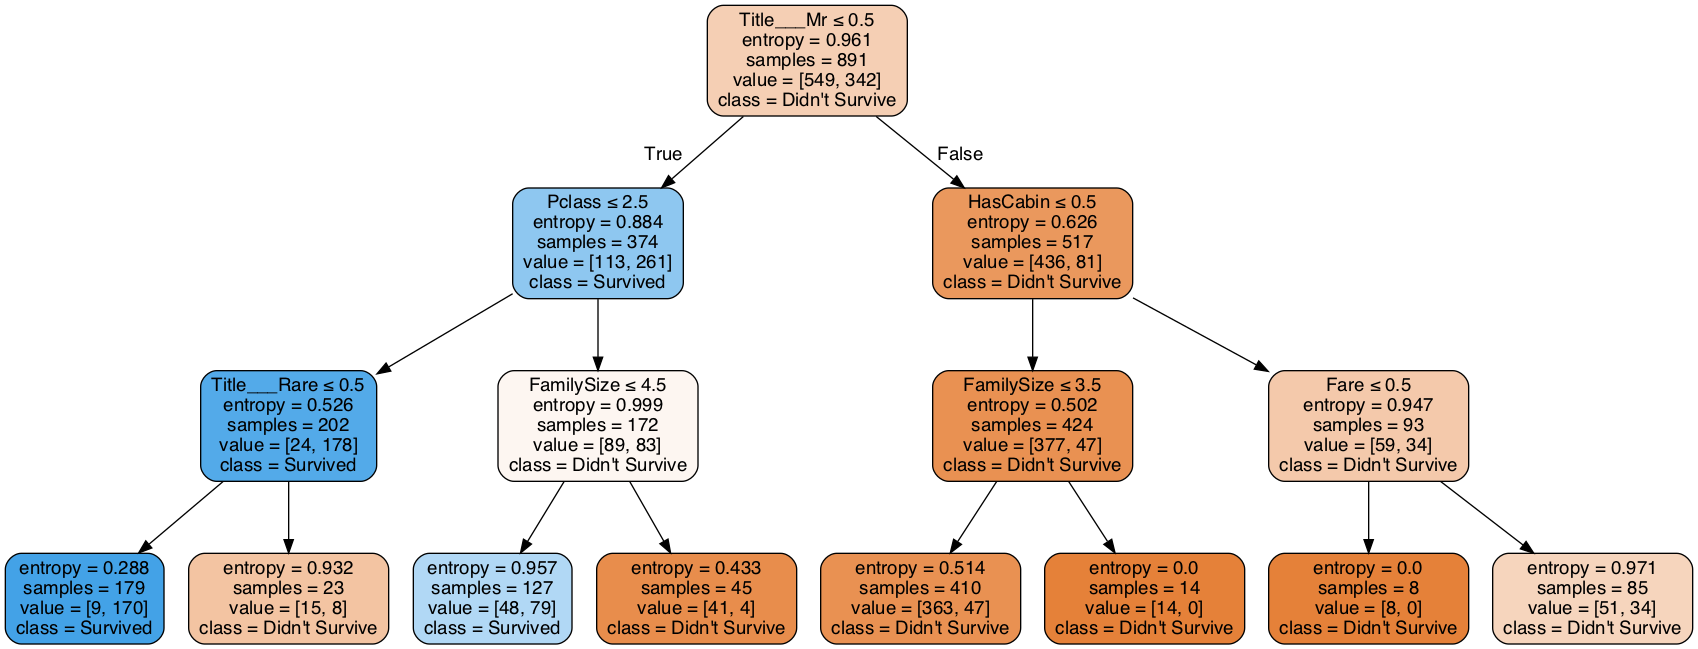 Title___Mr ≤ 0.5
entropy = 0.961
samples = 891
value = [549, 342]
class = Didn't Survive
True
False
Pclass ≤ 2.5
entropy = 0.884
samples = 374
value = [113, 261]
class = Survived
HasCabin ≤ 0.5
entropy = 0.626
samples = 517
value = [436, 81]
class = Didn't Survive
Title___Rare ≤ 0.5
entropy = 0.526
samples = 202
value = [24, 178]
class = Survived
FamilySize ≤ 4.5
entropy = 0.999
samples = 172
value = [89, 83]
class = Didn't Survive
FamilySize ≤ 3.5
entropy = 0.502
samples = 424
value = [377, 47]
class = Didn't Survive
Fare ≤ 0.5
entropy = 0.947
samples = 93
value = [59, 34]
class = Didn't Survive
entropy = 0.288
samples = 179
value = [9, 170]
class = Survived
entropy = 0.932
samples = 23
value = [15, 8]
class = Didn't Survive
entropy = 0.957
samples = 127
value = [48, 79]
class = Survived
entropy = 0.433
samples = 45
value = [41, 4]
class = Didn't Survive
entropy = 0.514
samples = 410
value = [363, 47]
class = Didn't Survive
entropy = 0.0
samples = 14
value = [14, 0]
class = Didn't Survive
entropy = 0.0
samples = 8
value = [8, 0]
class = Didn't Survive
entropy = 0.971
samples = 85
value = [51, 34]
class = Didn't Survive